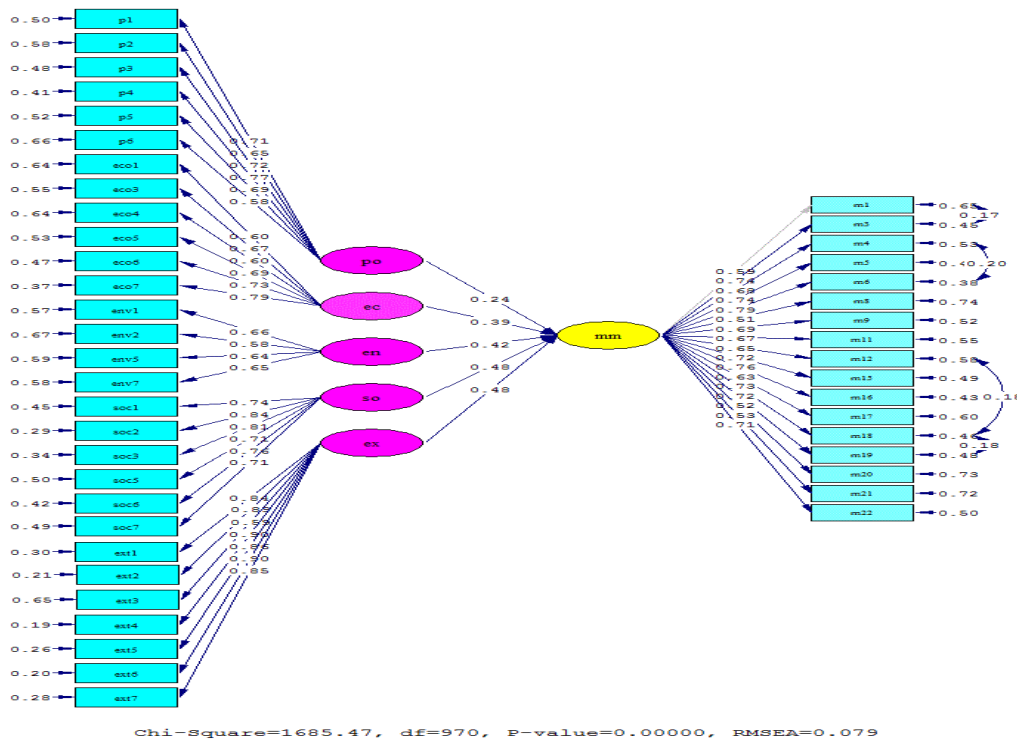 0.50 p1
0.58 p2
0.48 p3
0.41 p4
0.52 p5
0.66 p6
0.64 eco1
0.55 eco3
0.64 eco4
0.53 eco5
0.47 eco6
0.37 eco7
0.57 env1
0.67 env2
0.59 env5
0.58 env7
0.45 soc1
0.29 soc2
0.34 soc3
0.50 soc5
0.42 soc6
0.49 soc7
0.30 ext1
0.21 ext2
0.65 ext3
0.19 ext4
0.26 ext5
0.20 ext6
0.28 ext7
0.71
0.65
0.72
0.77
0.69
0.58
0.60
0.67
0.60
0.69
0.73
0.79
0.66
0.58
0.64
0.65
0.74
0.84
0.81
0.71
0.76
0.71
0.84
0.89
0.59
0.90
0.90
0.85
po
ec
en
so
ex
0.24
0.39
0.42
0.48
0.48
mm
0.59
0.74
0.69
0.74
0.79
0.51
0.69
0.67
0.65
0.72
0.76
0.63
0.73
0.72
0.52
0.53
0.71
m1 0.65
0.17
m3 0.45
m4 0.53
m5 0.20
m6 0.38
m8 0.74
m9 0.52
m11 0.55
m12 0.58
m15 0.49
m16 0.43
m17 0.60
m18 0.46
0.18
m19 0.48
m20 0.73
m21 0.72
m22 0.50
Chi-Square=1685.47, df=970, P-value=0.00000, RMSEA=0.079